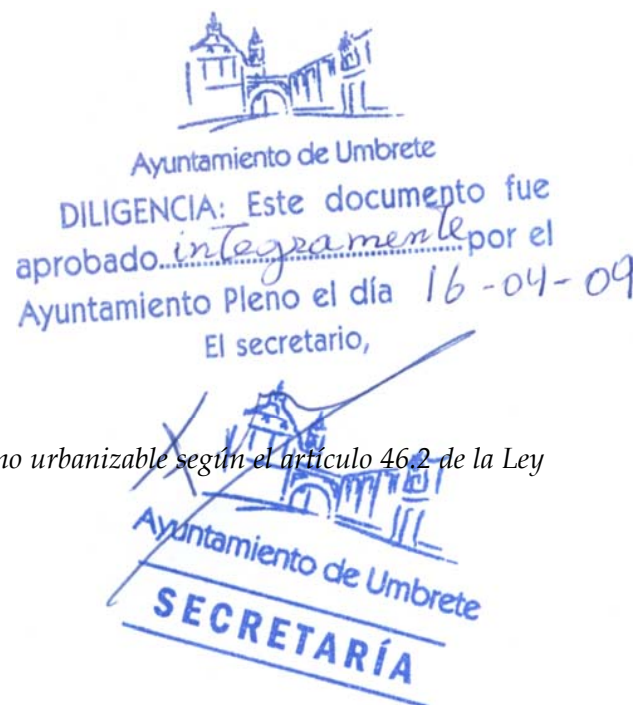 Ayuntamiento de Umbrete
DILIGENCIA: Este documento fue
aprobado...integramente...por el
Ayuntamiento Pleno el día 16-04-09
El secretario,
no urbanizable según el artículo 46.2 de la Ley
Ayuntamiento de Umbrete
SECRETARÍA